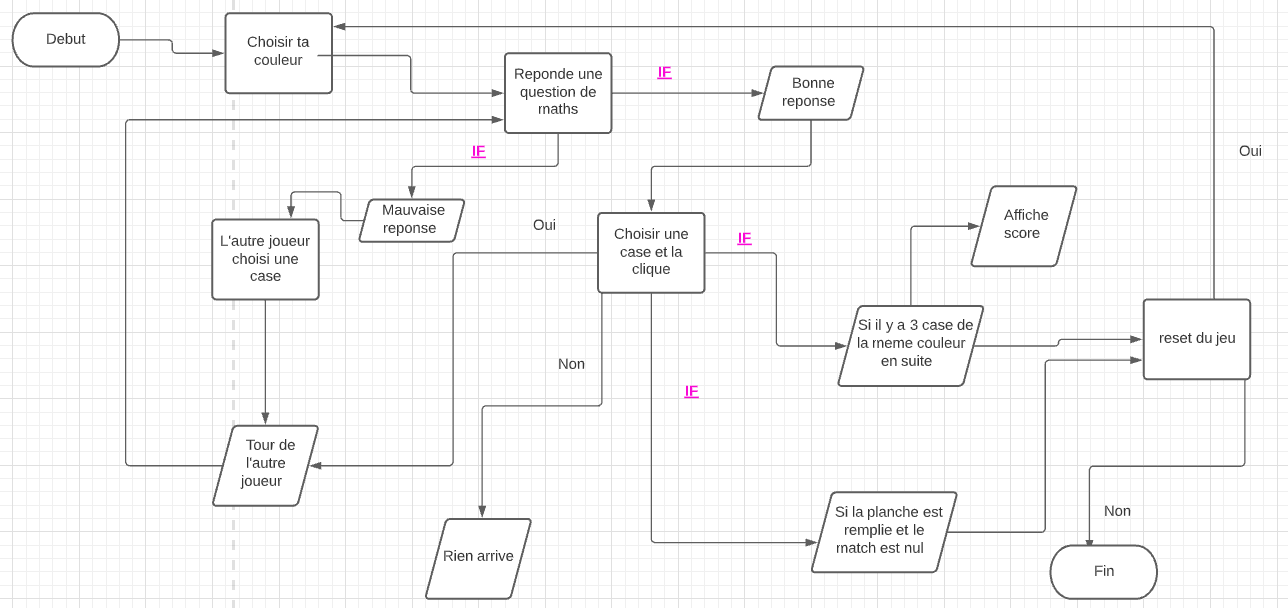 Debut
Choisir ta
couleur
Reponde une
question de
maths
IF
Bonne
reponse
IF
Oui
Mauvaise
reponse
L'autre joueur
choisi une
case
Oui
Choisir une
case et la
clique
IF
Affiche
score
Si il y a 3 case de
la meme couleur
en suite
reset du jeu
Non
IF
Tour de
l'autre
joueur
Rien arrive
Si la planche est
remplie et le
match est nul
Non
Fin